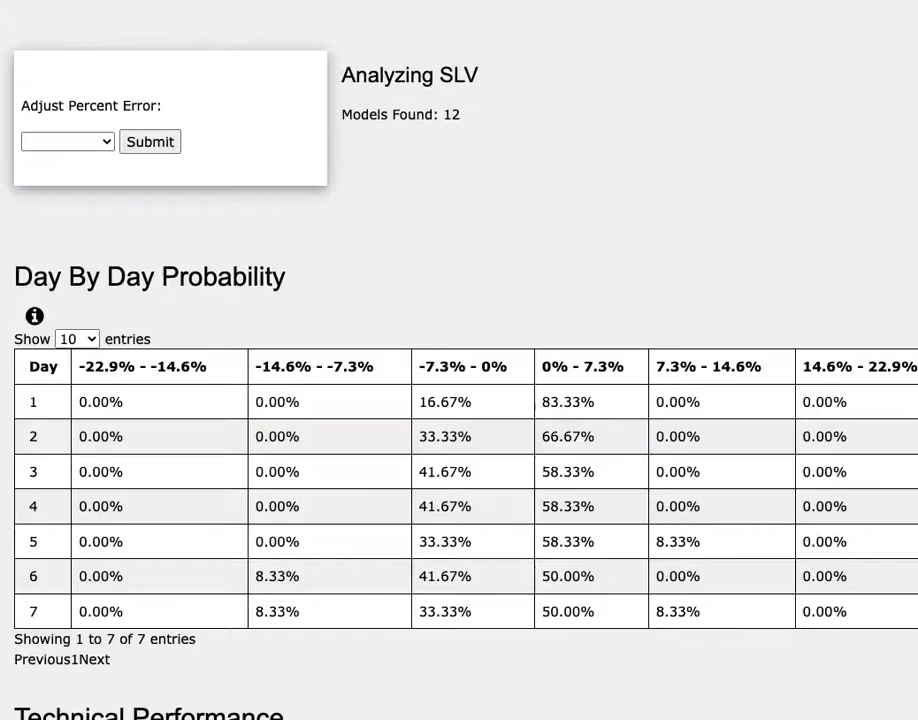 Analyzing SLV
Adjust Percent Error:
Models Found: 12
Submit
Day By Day Probability
Show 10 entries
Day -22.9% - -14.6% -14.6% - -7.3% -7.3% - 0% 0% - 7.3% 7.3% - 14.6% 14.6% - 22.9%
1 0.00% 0.00% 16.67% 83.33% 0.00% 0.00%
2 0.00% 0.00% 33.33% 66.67% 0.00% 0.00%
3 0.00% 0.00% 41.67% 58.33% 0.00% 0.00%
4 0.00% 0.00% 41.67% 58.33% 0.00% 0.00%
5 0.00% 0.00% 33.33% 58.33% 8.33% 0.00%
6 0.00% 8.33% 41.67% 50.00% 0.00% 0.00%
7 0.00% 8.33% 33.33% 50.00% 8.33% 0.00%
Showing 1 to 7 of 7 entries
Previous1Next
Technical Performance